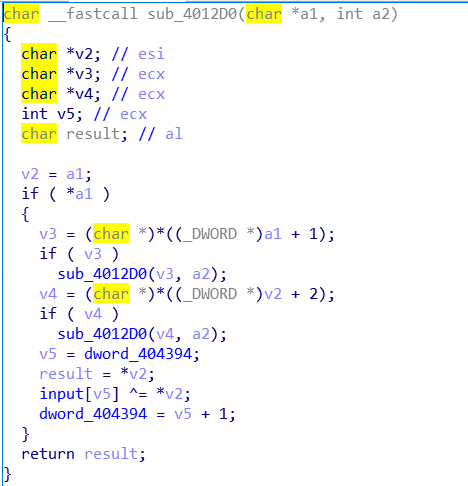 char __fastcall sub_4012D0(char *a1, int a2)
{
  char *v2; // esi
  char *v3; // ecx
  char *v4; // ecx
  int v5; // ecx
  char result; // al

  v2 = a1;
  if ( *a1 )
  {
    v3 = (char *)*((_DWORD *)a1 + 1);
    if ( v3 )
      sub_4012D0(v3, a2);
    v4 = (char *)*((_DWORD *)v2 + 2);
    if ( v4 )
      sub_4012D0(v4, a2);
    v5 = dword_404394;
    result = *v2;
    input[v5] ^= *v2;
    dword_404394 = v5 + 1;
  }
  return result;
}